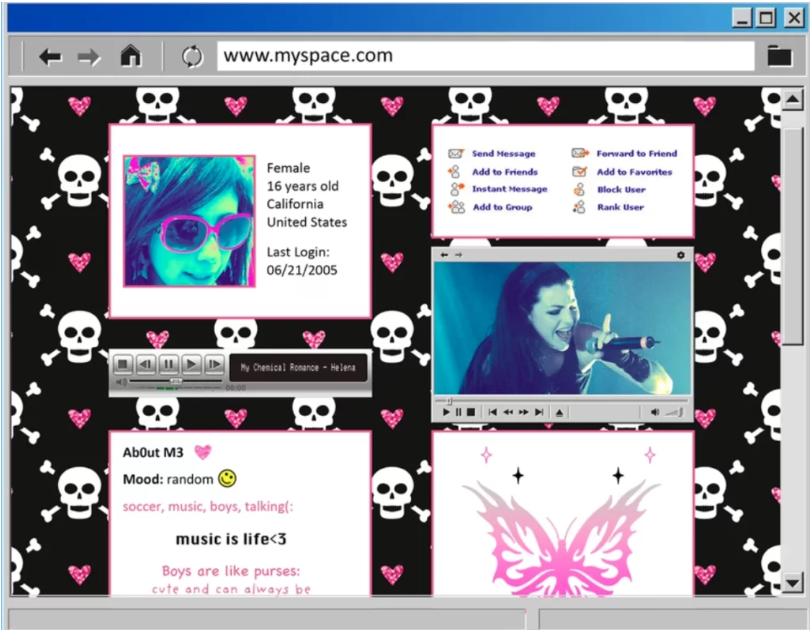 www.myspace.com
Female
16 years old
California
United States
Last Login:
06/21/2005
Send Message
Forward to Friend
Add to Friends
Add to Favorites
Instant Message
Block User
Add to Group
Rank User
My Chemical Romance - Helena
00:00
Ab0ut M3
Mood: random
soccer, music, boys, talking(:
music is life<3
Boys are like purses:
cute and can always be